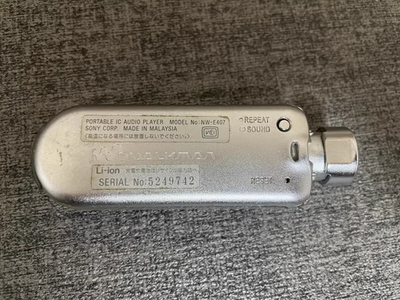 PORTABLE IC AUDIO PLAYER MODEL No.NW-E407
SONY CORP. MADE IN MALAYSIA
REPEAT
SOUND
Li-ion
SERIAL No. 5249742
RESET